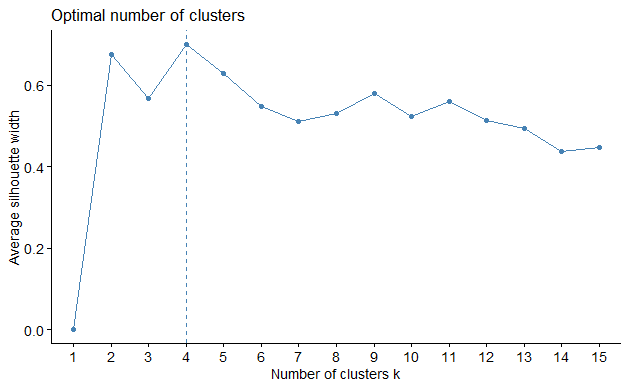 Optimal number of clusters
Average silhouette width
0.6
0.4
0.2
0.0
1 2 3 4 5 6 7 8 9 10 11 12 13 14 15
Number of clusters k